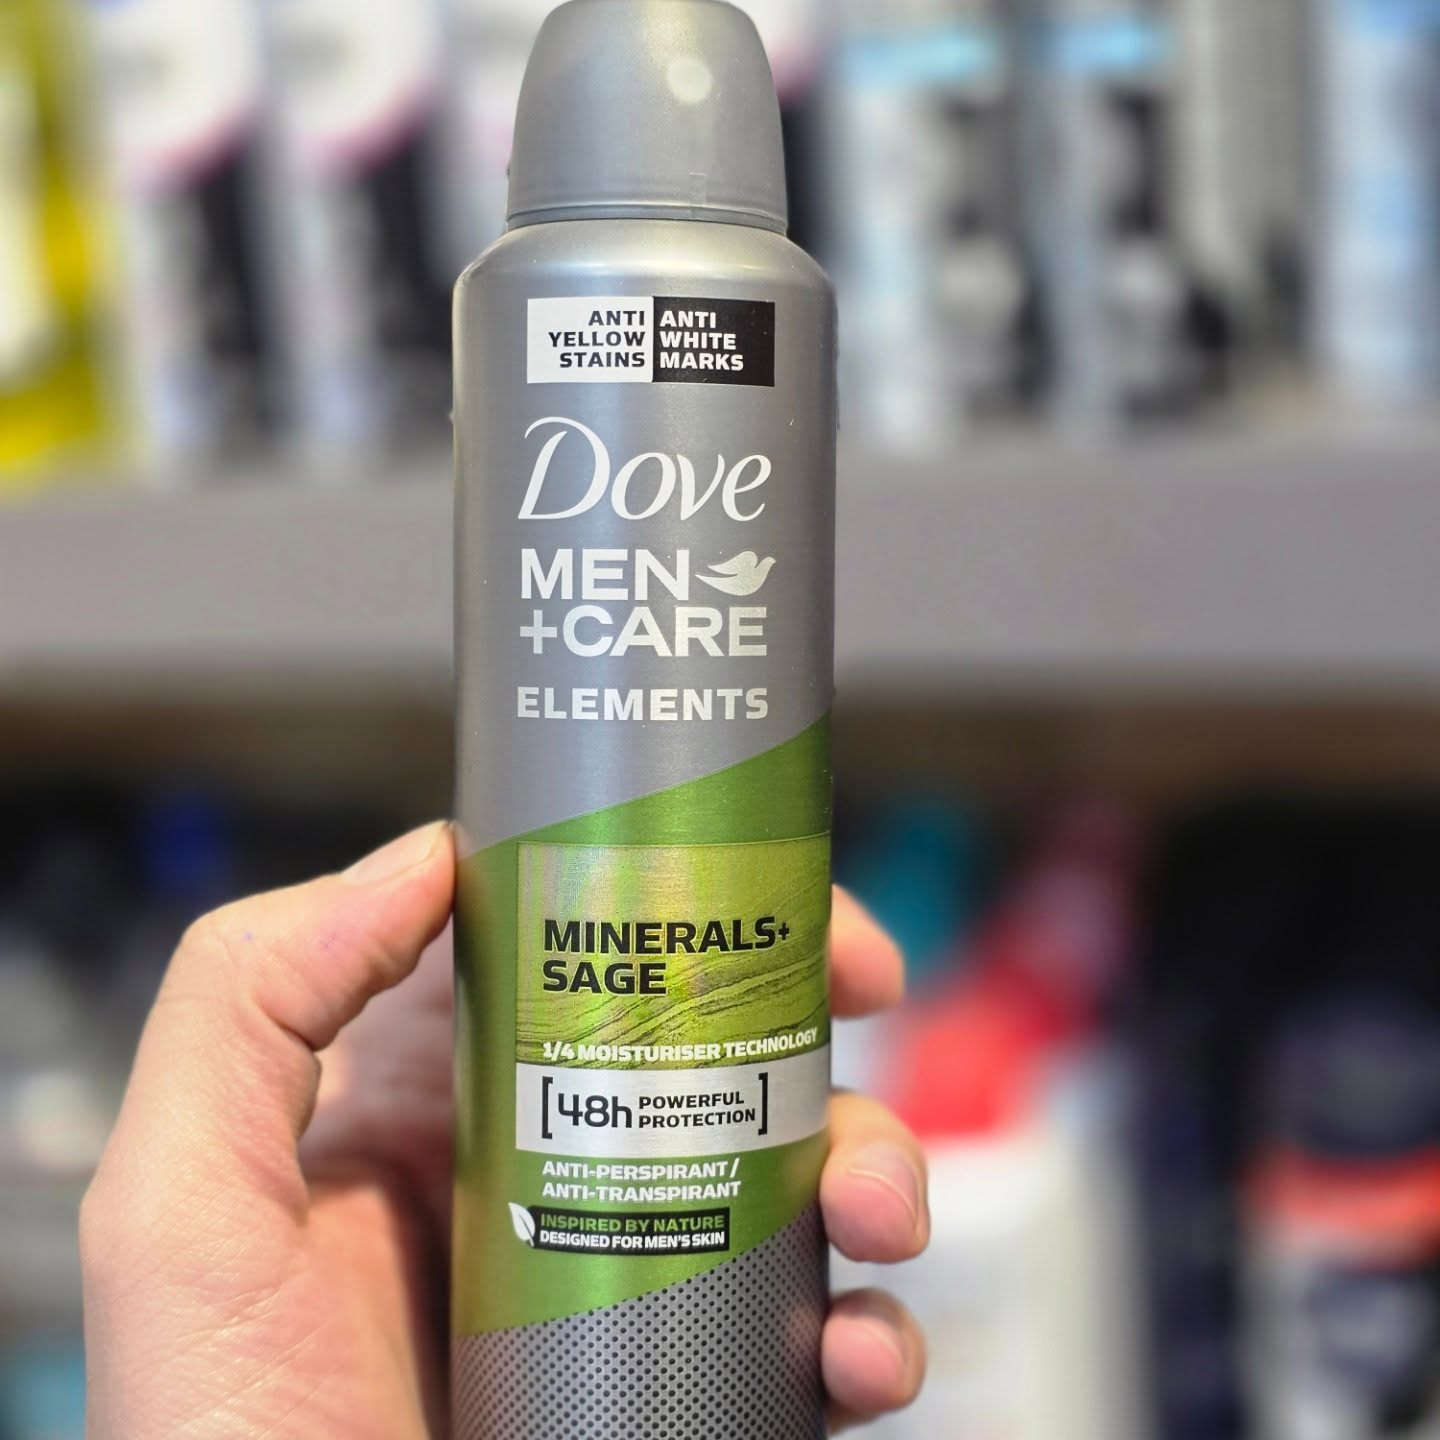 ANTI YELLOW STAINS
ANTI WHITE MARKS
Dove
MEN
+CARE
ELEMENTS
MINERALS+
SAGE
1/4 MOISTURISER TECHNOLOGY
[48h POWERFUL PROTECTION]
ANTI-PERSPIRANT/
ANTI-TRANSPIRANT
INSPIRED BY NATURE
DESIGNED FOR MEN'S SKIN